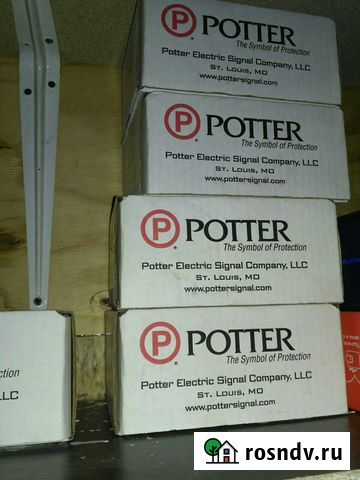 P POTTER
The Symbol of Protection
Potter Electric Signal Company, LLC
St. Louis, MO
www.pottersignal.com
P POTTER
The Symbol of Protection
Potter Electric Signal Company, LLC
St. Louis, MO
www.pottersignal.com
P POTTER
The Symbol of Protection
Potter Electric Signal Company, LLC
St. Louis, MO
www.pottersignal.com
P POTTER
The Symbol of Protection
Potter Electric Signal Company, LLC
St. Louis, MO
www.pottersignal.com
ction
LLC
rosndv.ru